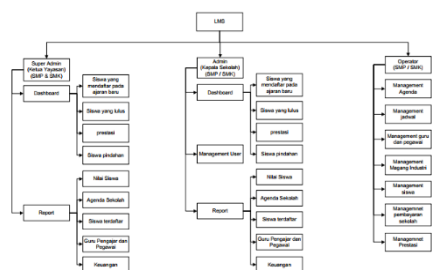 LMS
Super Admin
(Ketua Yayasan)
(SMP & SMK)
Dashboard
Siswa yang
mendaftar pada
ajaran baru
Siswa yang lulus
prestasi
Siswa pindahan
Report
Nilai Siswa
Agenda Sekolah
Siswa terdaftar
Guru Pengajar dan
Pegawai
Keuangan
Admin
(Kepala Sekolah)
(SMP / SMK)
Dashboard
Siswa yang
mendaftar pada
ajaran baru
Siswa yang lulus
prestasi
Management User
Siswa pindahan
Report
Nilai Siswa
Agenda Sekolah
Siswa terdaftar
Guru Pengajar dan
Pegawai
Keuangan
Operator
(SMP / SMK)
Management
Agenda
Management
jadwal
Management guru
dan pegawai
Management
Magang Industri
Management
siswa
Managemnet
pembayaran
sekolah
Managemnet
Prestasi